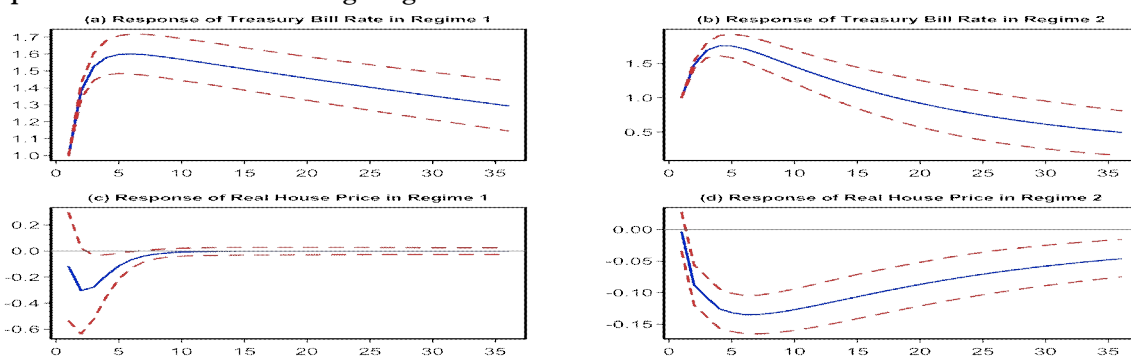 (a) Response of Treasury Bill Rate in Regime 1
1.7
1.6
1.5
1.4
1.3
1.2
1.1
1.0
0 5 10 15 20 25 30 35
(b) Response of Treasury Bill Rate in Regime 2
1.5
1.0
0.5
0 5 10 15 20 25 30 35
(c) Response of Real House Price in Regime 1
0.2
0.0
-0.2
-0.4
-0.6
0 5 10 15 20 25 30 35
(d) Response of Real House Price in Regime 2
0.00
-0.05
-0.10
-0.15
0 5 10 15 20 25 30 35